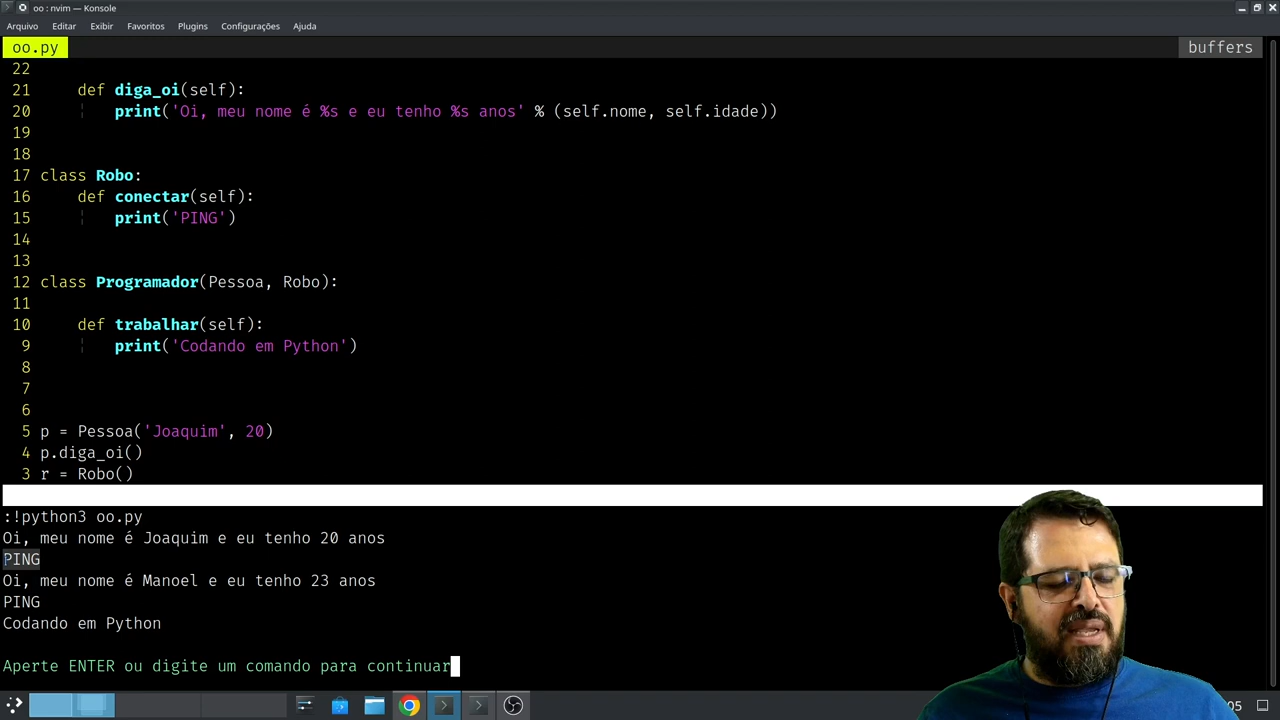 oo : nvim — Konsole
Arquivo Editar Exibir Favoritos Plugins Configurações Ajuda
oo.py buffers
22
21 def diga_oi(self):
20 print('Oi, meu nome é %s e eu tenho %s anos' % (self.nome, self.idade))
19
18
17 class Robo:
16 def conectar(self):
15 print('PING')
14
13
12 class Programador(Pessoa, Robo):
11
10 def trabalhar(self):
9 print('Codando em Python')
8
7
6
5 p = Pessoa('Joaquim', 20)
4 p.diga_oi()
3 r = Robo()
:!python3 oo.py
Oi, meu nome é Joaquim e eu tenho 20 anos
PING
Oi, meu nome é Manoel e eu tenho 23 anos
PING
Codando em Python
Aperte ENTER ou digite um comando para continuar